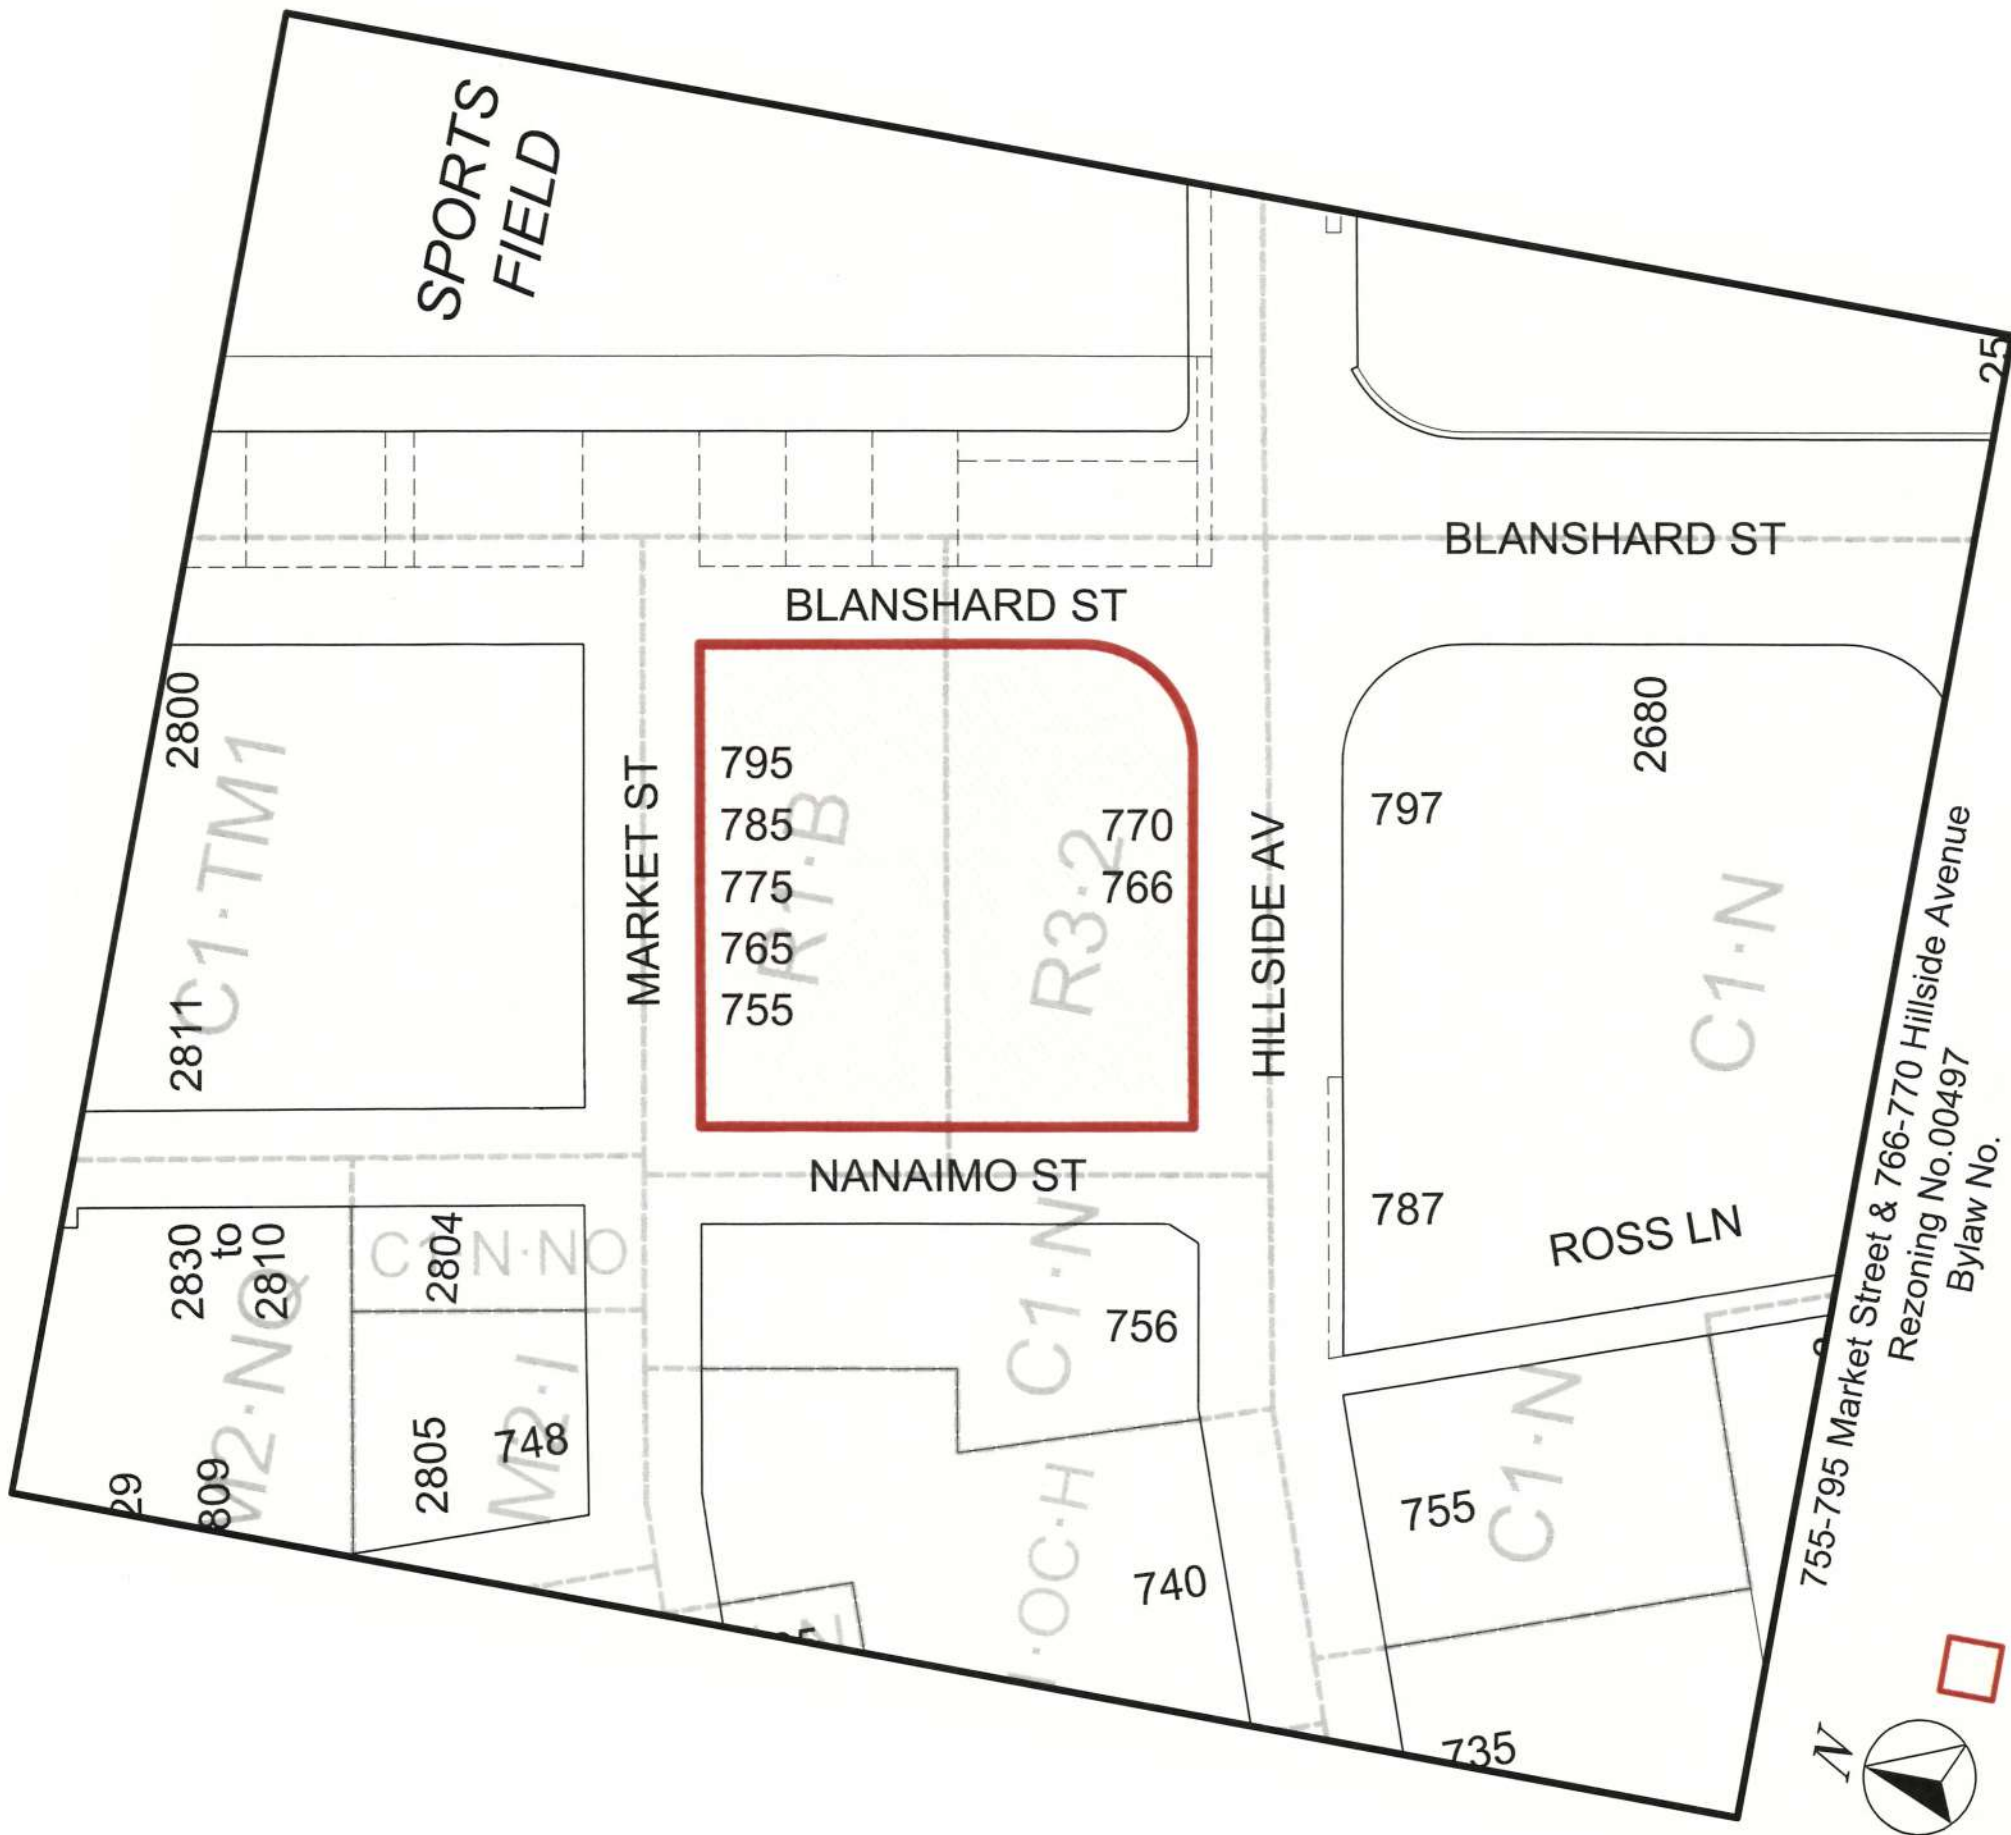 SPORTS
FIELD
25
BLANSHARD ST
BLANSHARD ST
2800
C1·TM1
2811
MARKET ST
795
785
775
765
755
R1·B
R3·2
770
766
HILLSIDE AV
797
2680
C1·N
787
ROSS LN
NANAIMO ST
2830
to
2810
M2·NQ
C1·N·NO
2804
2805
748
M2·I
29
809
756
C1·N
·OC·H
740
755
C1·N
735
755-795 Market Street & 766-770 Hillside Avenue
Rezoning No.00497
Bylaw No.
N